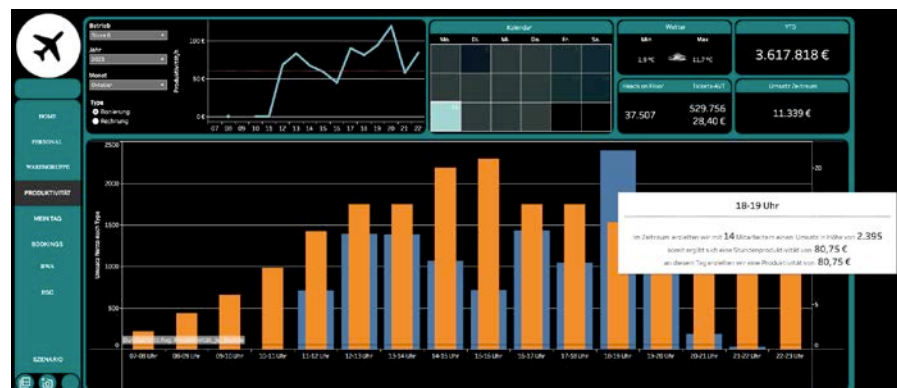 Betrieb
Jahr
2023
Monat
Oktober
Type
Bonierung
Rechnung
Produktivität/h
100 €
50 €
0 €
07 08 09 10 11 12 13 14 15 16 17 18 19 20 21 22
Kalendar
Mo. Di. Mi. Do. Fr. Sa.
Wetter
Min Max
1,9 °C 11,7 °C
YTD
3.617.818 €
Heads on Floor Tickets-AUT
37.507
529.756
28,40 €
Umsatz Zeitraum
11.339 €
HOME
PERSONAL
WARENGRUPPE
PRODUKTIVITÄT
MEIN TAG
BOOKINGS
BWA
BSC
SZENARIO
Umsatz Netto nach Type
2500
2000
1500
1000
500
0
20
5
0
18-19 Uhr
Im Zeitraum erzielten wir mit 14 Mitarbeitern einen Umsatz in Höhe von 2.395
somit ergibt sich eine Stundenproduktivität von 80,75 €
an diesem Tag erzielten wir eine Produktivität von 80,75 €
07-08 Uhr 08-09 Uhr 09-10 Uhr 10-11 Uhr 11-12 Uhr 12-13 Uhr 13-14 Uhr 14-15 Uhr 15-16 Uhr 16-17 Uhr 17-18 Uhr 18-19 Uhr 19-20 Uhr 20-21 Uhr 21-22 Uhr 22-23 Uhr